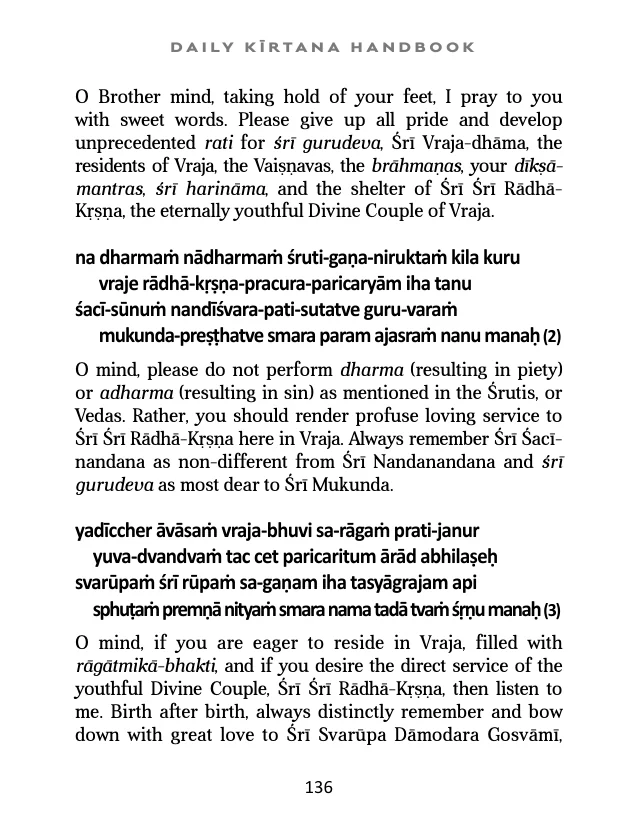 DAILY KĪRTANA HANDBOOK
O Brother mind, taking hold of your feet, I pray to you
with sweet words. Please give up all pride and develop
unprecedented rati for śrī gurudeva, Śrī Vraja-dhāma, the
residents of Vraja, the Vaiṣṇavas, the brāhmaṇas, your dīkṣā-
mantras, śrī harināma, and the shelter of Śrī Śrī Rādhā-
Kṛṣṇa, the eternally youthful Divine Couple of Vraja.
na dharmaṁ nādharmaṁ śruti-gaṇa-niruktaṁ kila kuru
vraje rādhā-kṛṣṇa-pracura-paricaryām iha tanu
śacī-sūnuṁ nandīśvara-pati-sutatve guru-varaṁ
mukunda-preṣṭhatve smara param ajasraṁ nanu manaḥ (2)
O mind, please do not perform dharma (resulting in piety)
or adharma (resulting in sin) as mentioned in the Śrutis, or
Vedas. Rather, you should render profuse loving service to
Śrī Śrī Rādhā-Kṛṣṇa here in Vraja. Always remember Śrī Śacī-
nandana as non-different from Śrī Nandanandana and śrī
gurudeva as most dear to Śrī Mukunda.
yadīccher āvāsaṁ vraja-bhuvi sa-rāgaṁ prati-janur
yuva-dvandvaṁ tac cet paricaritum ārād abhilaṣeḥ
svarūpaṁ śrī rūpaṁ sa-gaṇam iha tasyāgrajam api
sphuṭaṁ premṇā nityaṁ smara nama tadā tvaṁ śṛṇu manaḥ (3)
O mind, if you are eager to reside in Vraja, filled with
rāgātmikā-bhakti, and if you desire the direct service of the
youthful Divine Couple, Śrī Śrī Rādhā-Kṛṣṇa, then listen to
me. Birth after birth, always distinctly remember and bow
down with great love to Śrī Svarūpa Dāmodara Gosvāmī,
136